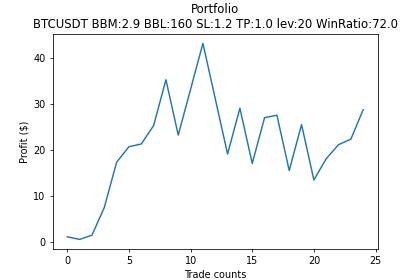 Portfolio
BTCUSDT BBM:2.9 BBL:160 SL:1.2 TP:1.0 lev:20 WinRatio:72.0
Profit ($)
40
30
20
10
0
0 5 10 15 20 25
Trade counts